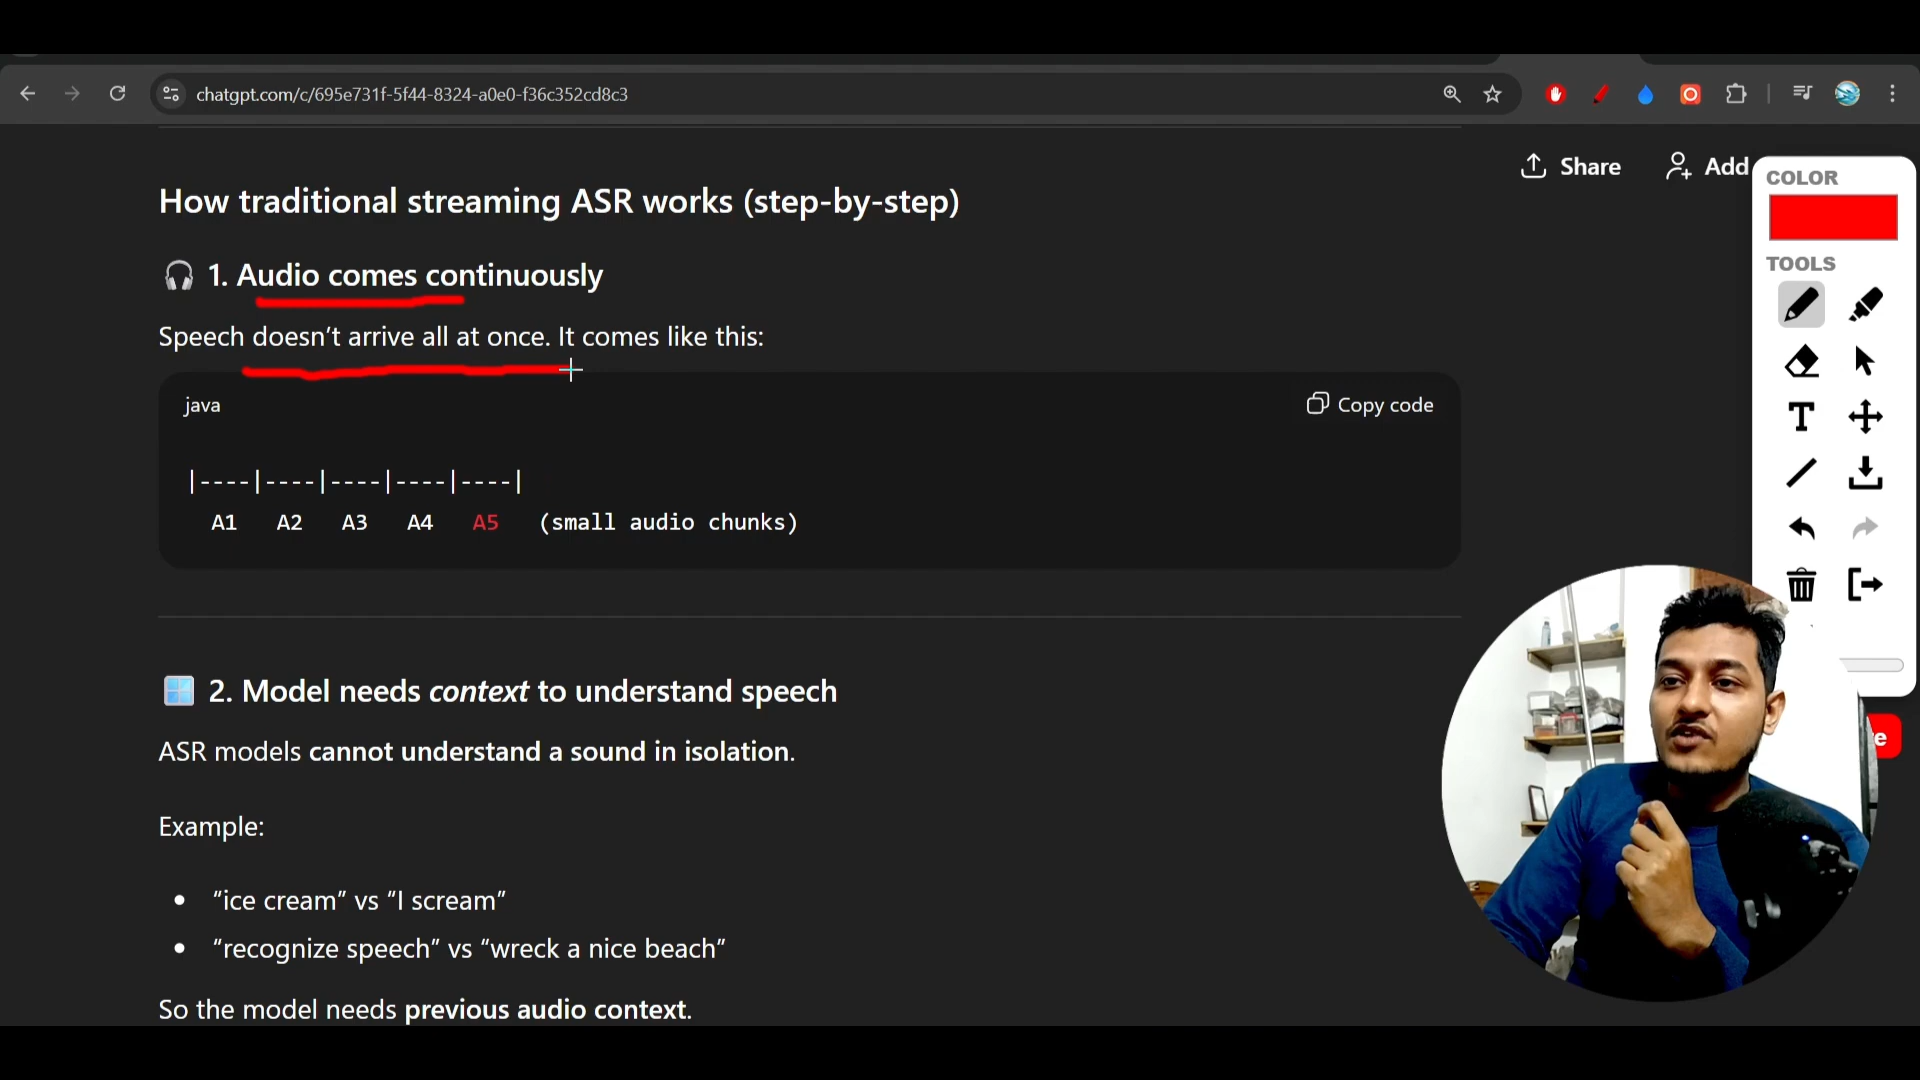 chatgpt.com/c/695e731f-5f44-8324-a0e0-f36c352cd8c3
Share
Add
COLOR
TOOLS
How traditional streaming ASR works (step-by-step)
1. Audio comes continuously
Speech doesn’t arrive all at once. It comes like this:
java
Copy code
|----|----|----|----|----|
A1 A2 A3 A4 A5 (small audio chunks)
2. Model needs context to understand speech
ASR models cannot understand a sound in isolation.
Example:
• “ice cream” vs “I scream”
• “recognize speech” vs “wreck a nice beach”
So the model needs previous audio context.